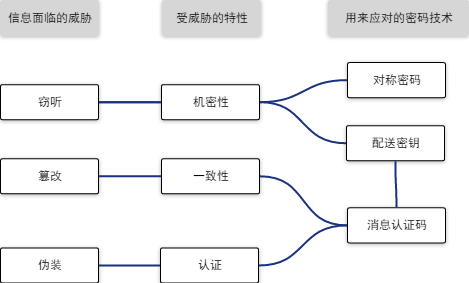 信息面临的威胁
受威胁的特性
用来应对的密码技术
窃听
机密性
对称密码
配送密钥
篡改
一致性
消息认证码
伪装
认证